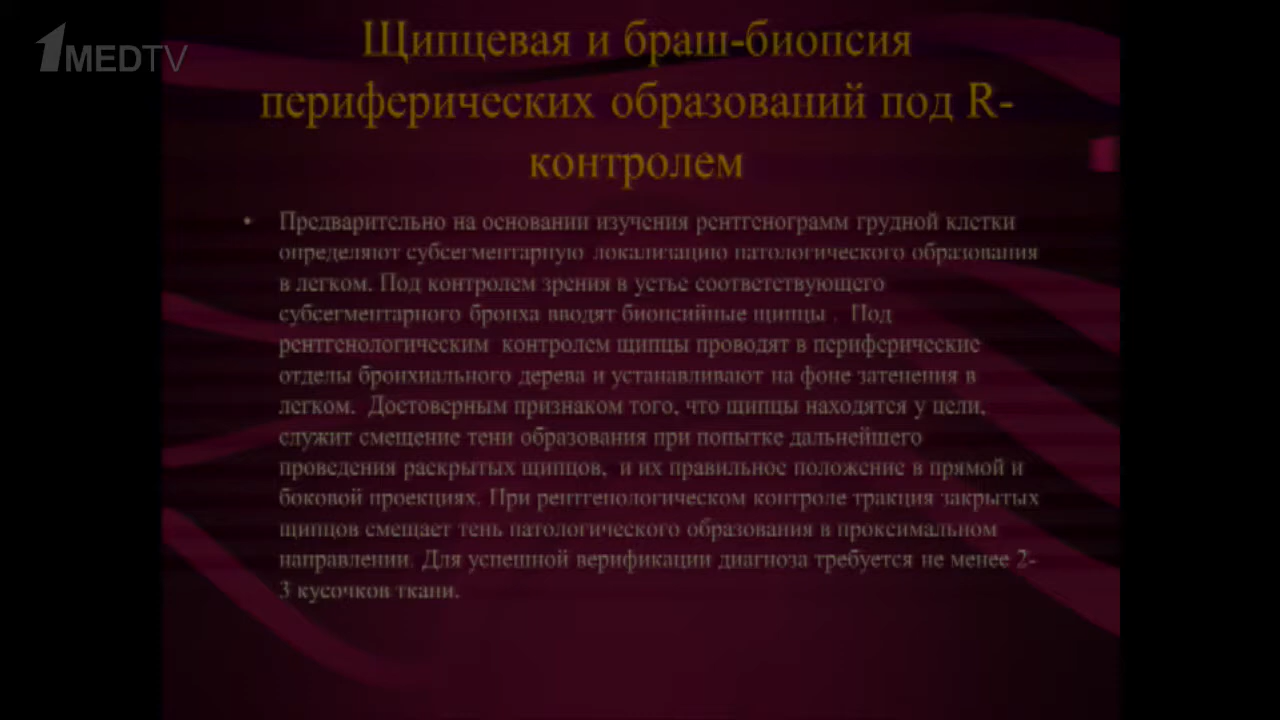 1MEDTV
Щипцевая и браш-биопсия
периферических образований под R-
контролем
• Предварительно на основании изучения рентгенограмм грудной клетки
определяют субсегментарную локализацию патологического образования
в легком. Под контролем зрения в устье соответствующего
субсегментарного бронха вводят биопсийные щипцы . Под
рентгенологическим контролем щипцы проводят в периферические
отделы бронхиального дерева и устанавливают на фоне затенения в
легком. Достоверным признаком того, что щипцы находятся у цели,
служит смещение тени образования при попытке дальнейшего
проведения раскрытых щипцов, и их правильное положение в прямой и
боковой проекциях. При рентгенологическом контроле тракция закрытых
щипцов смещает тень патологического образования в проксимальном
направлении. Для успешной верификации диагноза требуется не менее 2-
3 кусочков ткани.